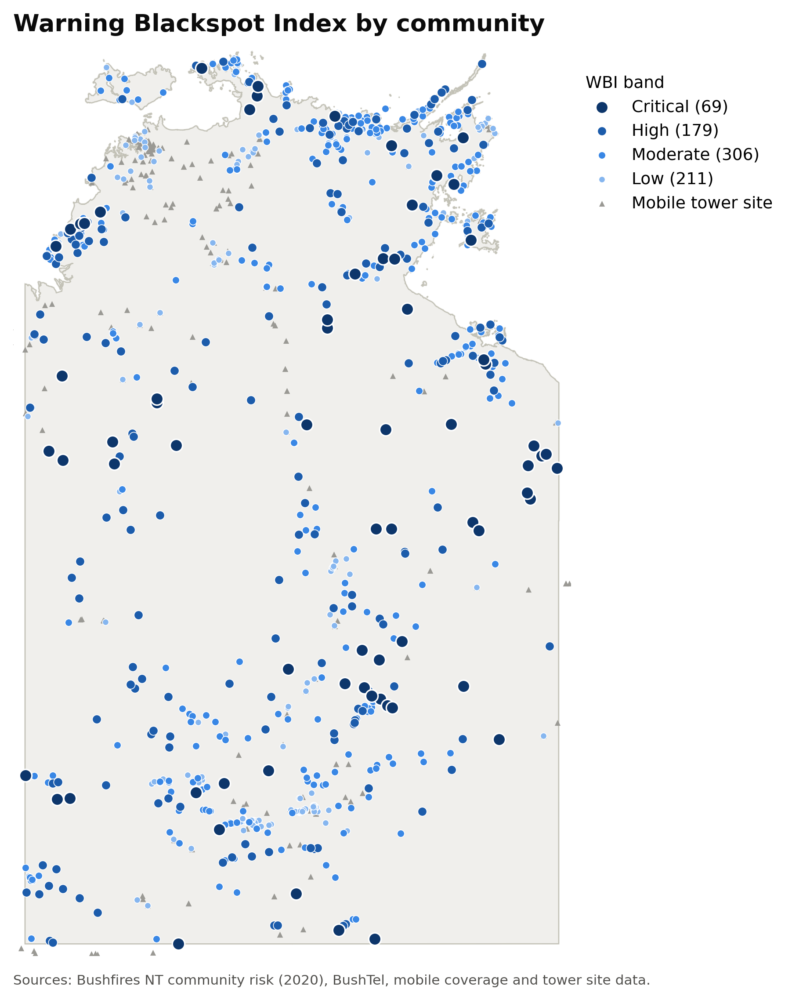 Warning Blackspot Index by community
WBI band
Critical (69)
High (179)
Moderate (306)
Low (211)
Mobile tower site
Sources: Bushfires NT community risk (2020), BushTel, mobile coverage and tower site data.